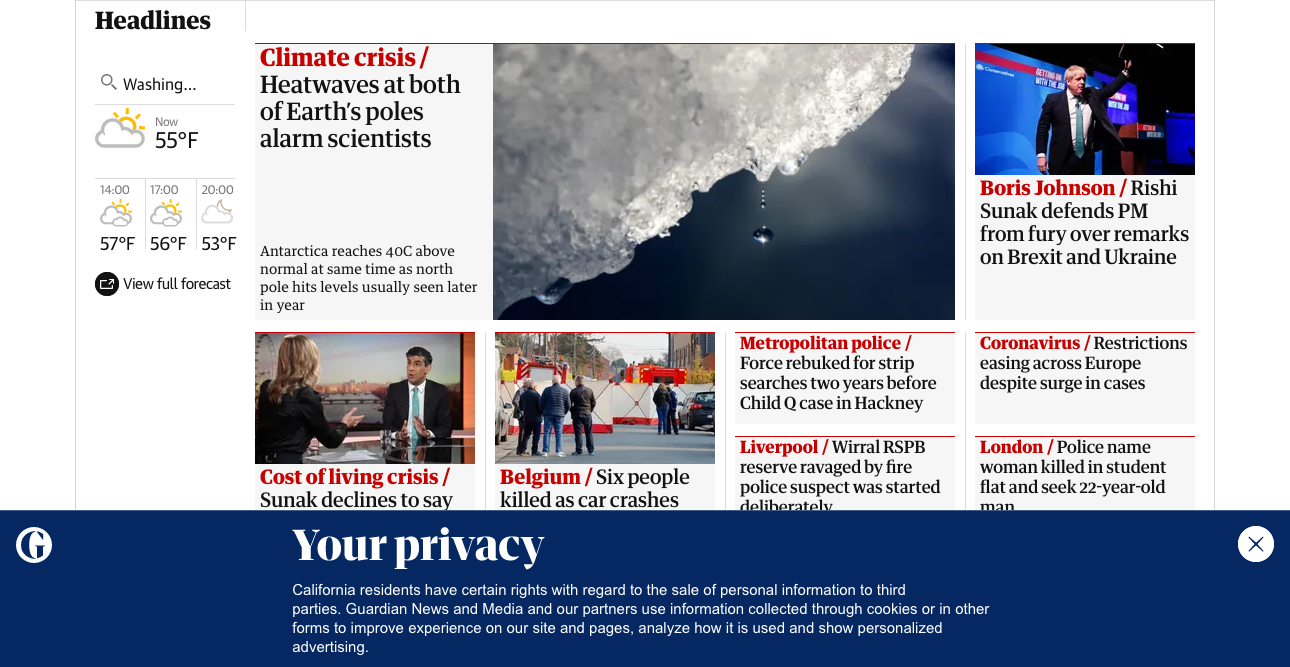 Headlines
Washing...
Now
55°F
14:00
17:00
20:00
57°F
56°F
53°F
View full forecast
Climate crisis /
Heatwaves at both
of Earth's poles
alarm scientists
Antarctica reaches 40C above
normal at same time as north
pole hits levels usually seen later
in year
Conservatives
GETTING ON
WITH THE JOB
Boris Johnson / Rishi
Sunak defends PM
from fury over remarks
on Brexit and Ukraine
Cost of living crisis /
Sunak declines to say
Belgium / Six people
killed as car crashes
Metropolitan police /
Force rebuked for strip
searches two years before
Child Q case in Hackney
Coronavirus / Restrictions
easing across Europe
despite surge in cases
Liverpool / Wirral RSPB
reserve ravaged by fire
police suspect was started
deliberately
London / Police name
woman killed in student
flat and seek 22-year-old
man
Your privacy
California residents have certain rights with regard to the sale of personal information to third
parties. Guardian News and Media and our partners use information collected through cookies or in other
forms to improve experience on our site and pages, analyze how it is used and show personalized
advertising.